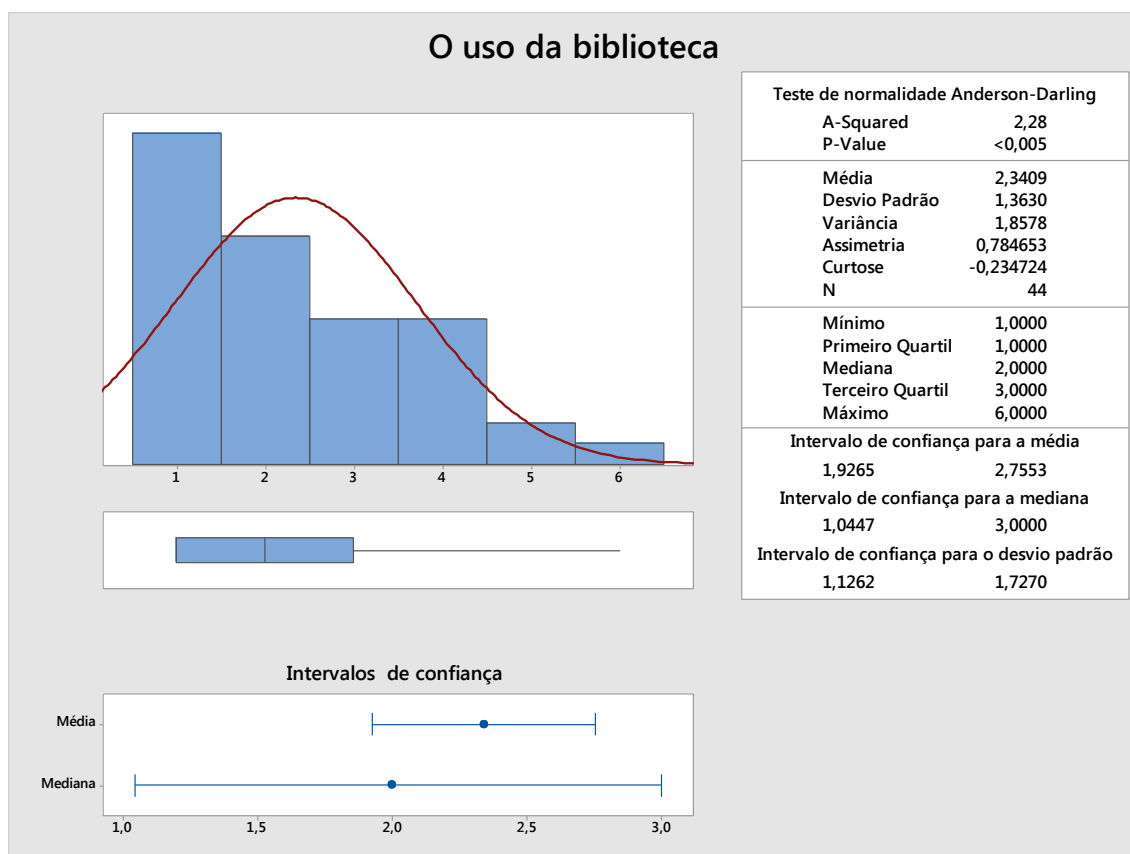 O uso da biblioteca
1 2 3 4 5 6
Teste de normalidade Anderson-Darling
A-Squared 2,28
P-Value <0,005
Média 2,3409
Desvio Padrão 1,3630
Variância 1,8578
Assimetria 0,784653
Curtose -0,234724
N 44
Mínimo 1,0000
Primeiro Quartil 1,0000
Mediana 2,0000
Terceiro Quartil 3,0000
Máximo 6,0000
Intervalo de confiança para a média
1,9265 2,7553
Intervalo de confiança para a mediana
1,0447 3,0000
Intervalo de confiança para o desvio padrão
1,1262 1,7270
Intervalos de confiança
Média
Mediana
1,0 1,5 2,0 2,5 3,0